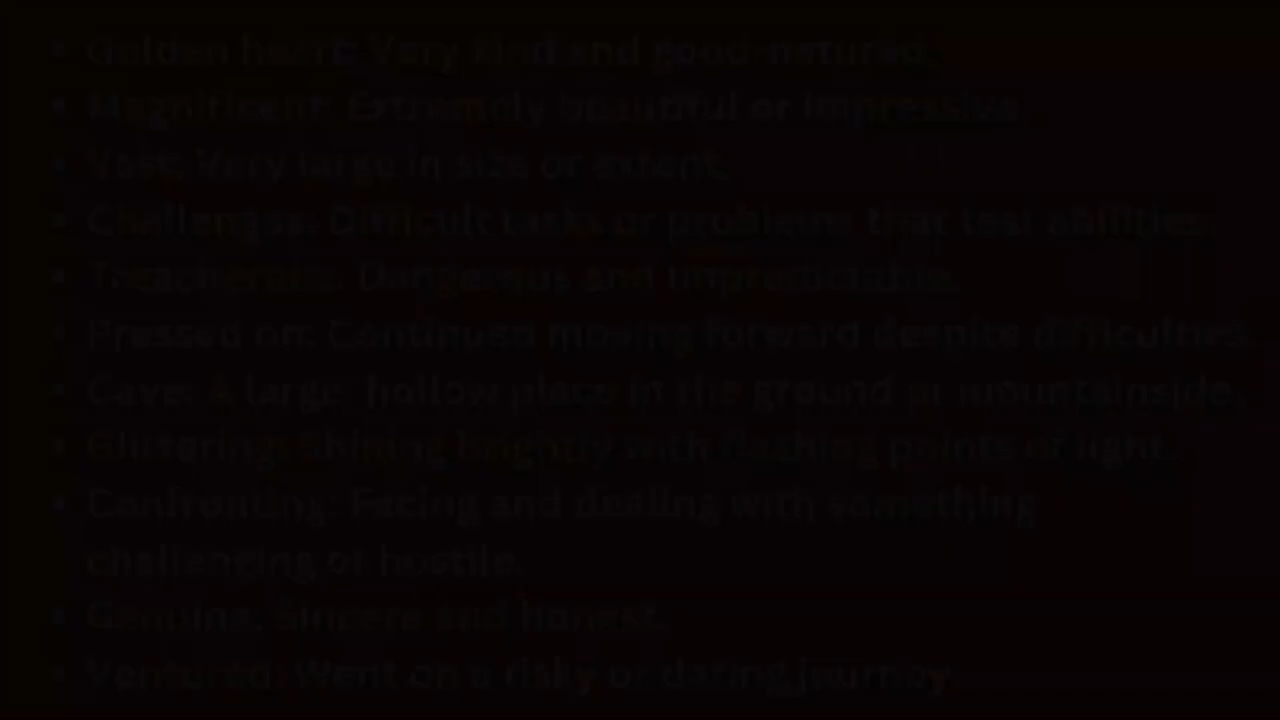 • Golden heart: Very kind and good-natured.
• Magnificent: Extremely beautiful or impressive.
• Vast: Very large in size or extent.
• Challenges: Difficult tasks or problems that test abilities.
• Treacherous: Dangerous and unpredictable.
• Pressed on: Continued moving forward despite difficulties.
• Cave: A large hollow place in the ground or mountainside.
• Glittering: Shining brightly with flashing points of light.
• Confronting: Facing and dealing with something
challenging or hostile.
• Genuine: Sincere and honest.
• Ventured: Went on a risky or daring journey.